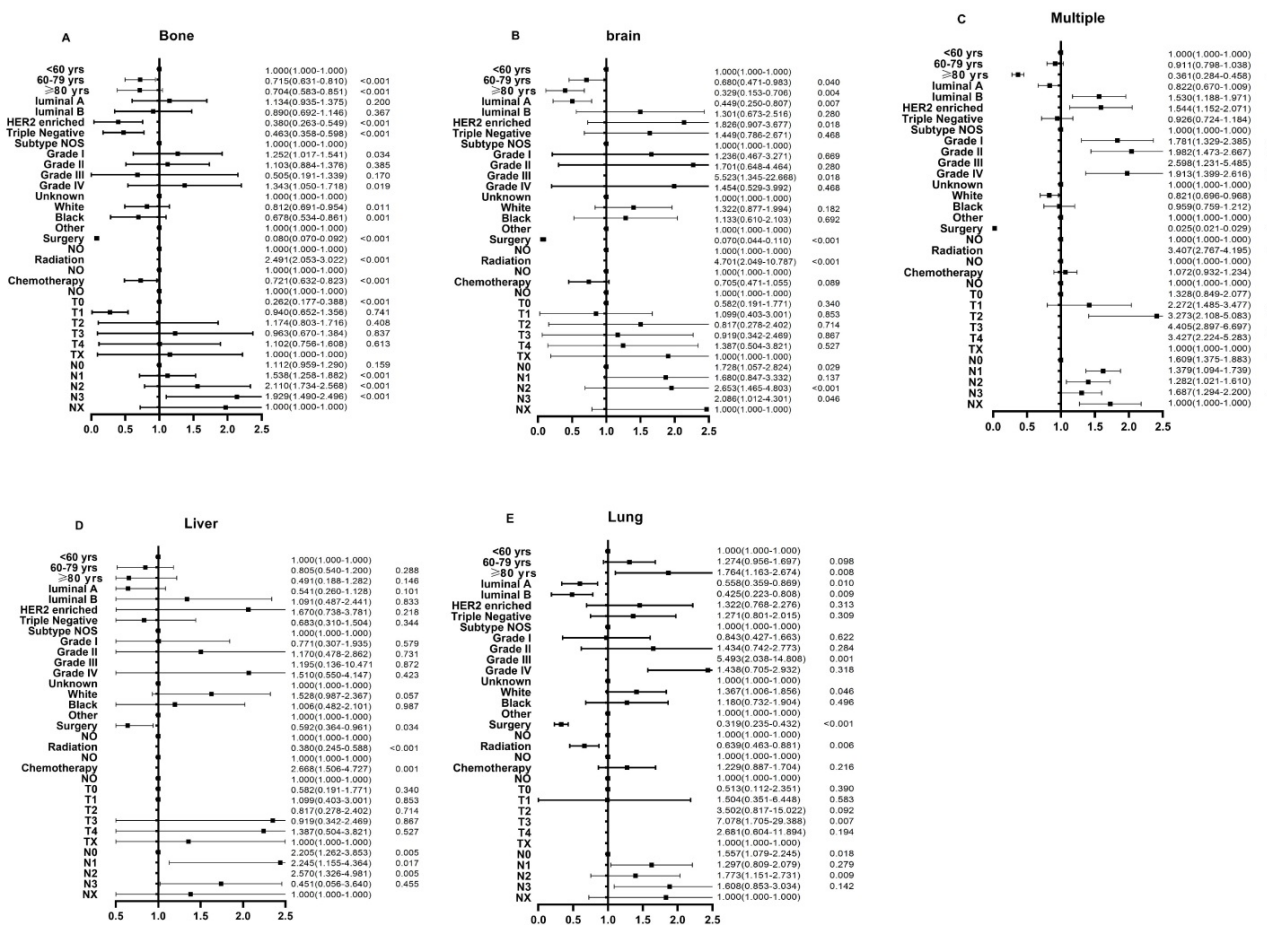 A Bone
<60 yrs 1.000(1.000-1.000)
60-79 yrs 0.715(0.631-0.810) <0.001
≥80 yrs 0.704(0.583-0.851) <0.001
luminal A 1.134(0.935-1.375) 0.200
luminal B 0.890(0.692-1.146) 0.367
HER2 enriched 0.380(0.263-0.549) <0.001
Triple Negative 0.463(0.358-0.598) <0.001
Subtype NOS 1.000(1.000-1.000)
Grade I 1.252(1.017-1.541) 0.034
Grade II 1.103(0.884-1.376) 0.385
Grade III 0.505(0.191-1.339) 0.170
Grade IV 1.343(1.050-1.718) 0.019
Unknown 1.000(1.000-1.000)
White 0.812(0.691-0.954) 0.011
Black 0.678(0.534-0.861) 0.001
Other 1.000(1.000-1.000)
Surgery 0.080(0.070-0.092) <0.001
NO 1.000(1.000-1.000)
Radiation 2.491(2.053-3.022) <0.001
NO 1.000(1.000-1.000)
Chemotherapy 0.721(0.632-0.823) <0.001
NO 1.000(1.000-1.000)
T0 0.262(0.177-0.388) <0.001
T1 0.940(0.652-1.356) 0.741
T2 1.174(0.803-1.716) 0.408
T3 0.963(0.670-1.384) 0.837
T4 1.102(0.756-1.608) 0.613
TX 1.000(1.000-1.000)
N0 1.112(0.959-1.290) 0.159
N1 1.538(1.258-1.882) <0.001
N2 2.110(1.734-2.568) <0.001
N3 1.929(1.490-2.496) <0.001
NX 1.000(1.000-1.000)
0.0 0.5 1.0 1.5 2.0 2.5
B brain
<60 yrs 1.000(1.000-1.000)
60-79 yrs 0.680(0.471-0.983) 0.040
≥80 yrs 0.329(0.153-0.706) 0.004
luminal A 0.449(0.250-0.807) 0.007
luminal B 1.301(0.673-2.516) 0.280
HER2 enriched 1.826(0.907-3.677) 0.018
Triple Negative 1.449(0.786-2.671) 0.468
Subtype NOS 1.000(1.000-1.000)
Grade I 1.236(0.467-3.271) 0.669
Grade II 1.701(0.648-4.464) 0.280
Grade III 5.523(1.345-22.668) 0.018
Grade IV 1.454(0.529-3.992) 0.468
Unknown 1.000(1.000-1.000)
White 1.322(0.877-1.994) 0.182
Black 1.133(0.610-2.103) 0.692
Other 1.000(1.000-1.000)
Surgery 0.070(0.044-0.110) <0.001
NO 1.000(1.000-1.000)
Radiation 4.701(2.049-10.787) <0.001
NO 1.000(1.000-1.000)
Chemotherapy 0.705(0.471-1.055) 0.089
NO 1.000(1.000-1.000)
T0 0.582(0.191-1.771) 0.340
T1 1.099(0.403-3.001) 0.853
T2 0.817(0.278-2.402) 0.714
T3 0.919(0.342-2.469) 0.867
T4 1.387(0.504-3.821) 0.527
TX 1.000(1.000-1.000)
N0 1.728(1.057-2.824) 0.029
N1 1.680(0.847-3.332) 0.137
N2 2.653(1.465-4.803) <0.001
N3 2.086(1.012-4.301) 0.046
NX 1.000(1.000-1.000)
0.0 0.5 1.0 1.5 2.0 2.5
C Multiple
<60 yrs 1.000(1.000-1.000)
60-79 yrs 0.911(0.798-1.038)
≥80 yrs 0.361(0.284-0.458)
luminal A 0.822(0.670-1.009)
luminal B 1.530(1.188-1.971)
HER2 enriched 1.544(1.152-2.071)
Triple Negative 0.926(0.724-1.184)
Subtype NOS 1.000(1.000-1.000)
Grade I 1.781(1.329-2.385)
Grade II 1.982(1.473-2.667)
Grade III 2.598(1.231-5.485)
Grade IV 1.913(1.399-2.616)
Unknown 1.000(1.000-1.000)
White 0.821(0.696-0.968)
Black 0.959(0.759-1.212)
Other 1.000(1.000-1.000)
Surgery 0.025(0.021-0.029)
NO 1.000(1.000-1.000)
Radiation 3.407(2.767-4.195)
NO 1.000(1.000-1.000)
Chemotherapy 1.072(0.932-1.234)
NO 1.000(1.000-1.000)
T0 1.328(0.849-2.077)
T1 2.272(1.485-3.477)
T2 3.273(2.108-5.083)
T3 4.405(2.897-6.697)
T4 3.427(2.224-5.283)
TX 1.000(1.000-1.000)
N0 1.609(1.375-1.883)
N1 1.379(1.094-1.739)
N2 1.282(1.021-1.610)
N3 1.687(1.294-2.200)
NX 1.000(1.000-1.000)
0.0 0.5 1.0 1.5 2.0 2.5
D Liver
<60 yrs 1.000(1.000-1.000)
60-79 yrs 0.805(0.540-1.200) 0.288
≥80 yrs 0.491(0.188-1.282) 0.146
luminal A 0.541(0.260-1.128) 0.101
luminal B 1.091(0.487-2.441) 0.833
HER2 enriched 1.670(0.738-3.781) 0.218
Triple Negative 0.683(0.310-1.504) 0.344
Subtype NOS 1.000(1.000-1.000)
Grade I 0.771(0.307-1.935) 0.579
Grade II 1.170(0.478-2.862) 0.731
Grade III 1.195(0.136-10.471 0.872
Grade IV 1.510(0.550-4.147) 0.423
Unknown 1.000(1.000-1.000)
White 1.528(0.987-2.367) 0.057
Black 1.006(0.482-2.101) 0.987
Other 1.000(1.000-1.000)
Surgery 0.592(0.364-0.961) 0.034
NO 1.000(1.000-1.000)
Radiation 0.380(0.245-0.588) <0.001
NO 1.000(1.000-1.000)
Chemotherapy 2.668(1.506-4.727) 0.001
NO 1.000(1.000-1.000)
T0 0.582(0.191-1.771) 0.340
T1 1.099(0.403-3.001) 0.853
T2 0.817(0.278-2.402) 0.714
T3 0.919(0.342-2.469) 0.867
T4 1.387(0.504-3.821) 0.527
TX 1.000(1.000-1.000)
N0 2.205(1.262-3.853) 0.005
N1 2.245(1.155-4.364) 0.017
N2 2.570(1.326-4.981) 0.005
N3 0.451(0.056-3.640) 0.455
NX 1.000(1.000-1.000)
0.5 1.0 1.5 2.0 2.5
E Lung
<60 yrs 1.000(1.000-1.000)
60-79 yrs 1.274(0.956-1.697) 0.098
≥80 yrs 1.764(1.163-2.674) 0.008
luminal A 0.558(0.359-0.869) 0.010
luminal B 0.425(0.223-0.808) 0.009
HER2 enriched 1.322(0.768-2.276) 0.313
Triple Negative 1.271(0.801-2.015) 0.309
Subtype NOS 1.000(1.000-1.000)
Grade I 0.843(0.427-1.663) 0.622
Grade II 1.434(0.742-2.773) 0.284
Grade III 5.493(2.038-14.808) 0.001
Grade IV 1.438(0.705-2.932) 0.318
Unknown 1.000(1.000-1.000)
White 1.367(1.006-1.856) 0.046
Black 1.180(0.732-1.904) 0.496
Other 1.000(1.000-1.000)
Surgery 0.319(0.235-0.432) <0.001
NO 1.000(1.000-1.000)
Radiation 0.639(0.463-0.881) 0.006
NO 1.000(1.000-1.000)
Chemotherapy 1.229(0.887-1.704) 0.216
NO 1.000(1.000-1.000)
T0 0.513(0.112-2.351) 0.390
T1 1.504(0.351-6.448) 0.583
T2 3.502(0.817-15.022) 0.092
T3 7.078(1.705-29.388) 0.007
T4 2.681(0.604-11.894) 0.194
TX 1.000(1.000-1.000)
N0 1.557(1.079-2.245) 0.018
N1 1.297(0.809-2.079) 0.279
N2 1.773(1.151-2.731) 0.009
N3 1.608(0.853-3.034) 0.142
NX 1.000(1.000-1.000)
0.0 0.5 1.0 1.5 2.0 2.5